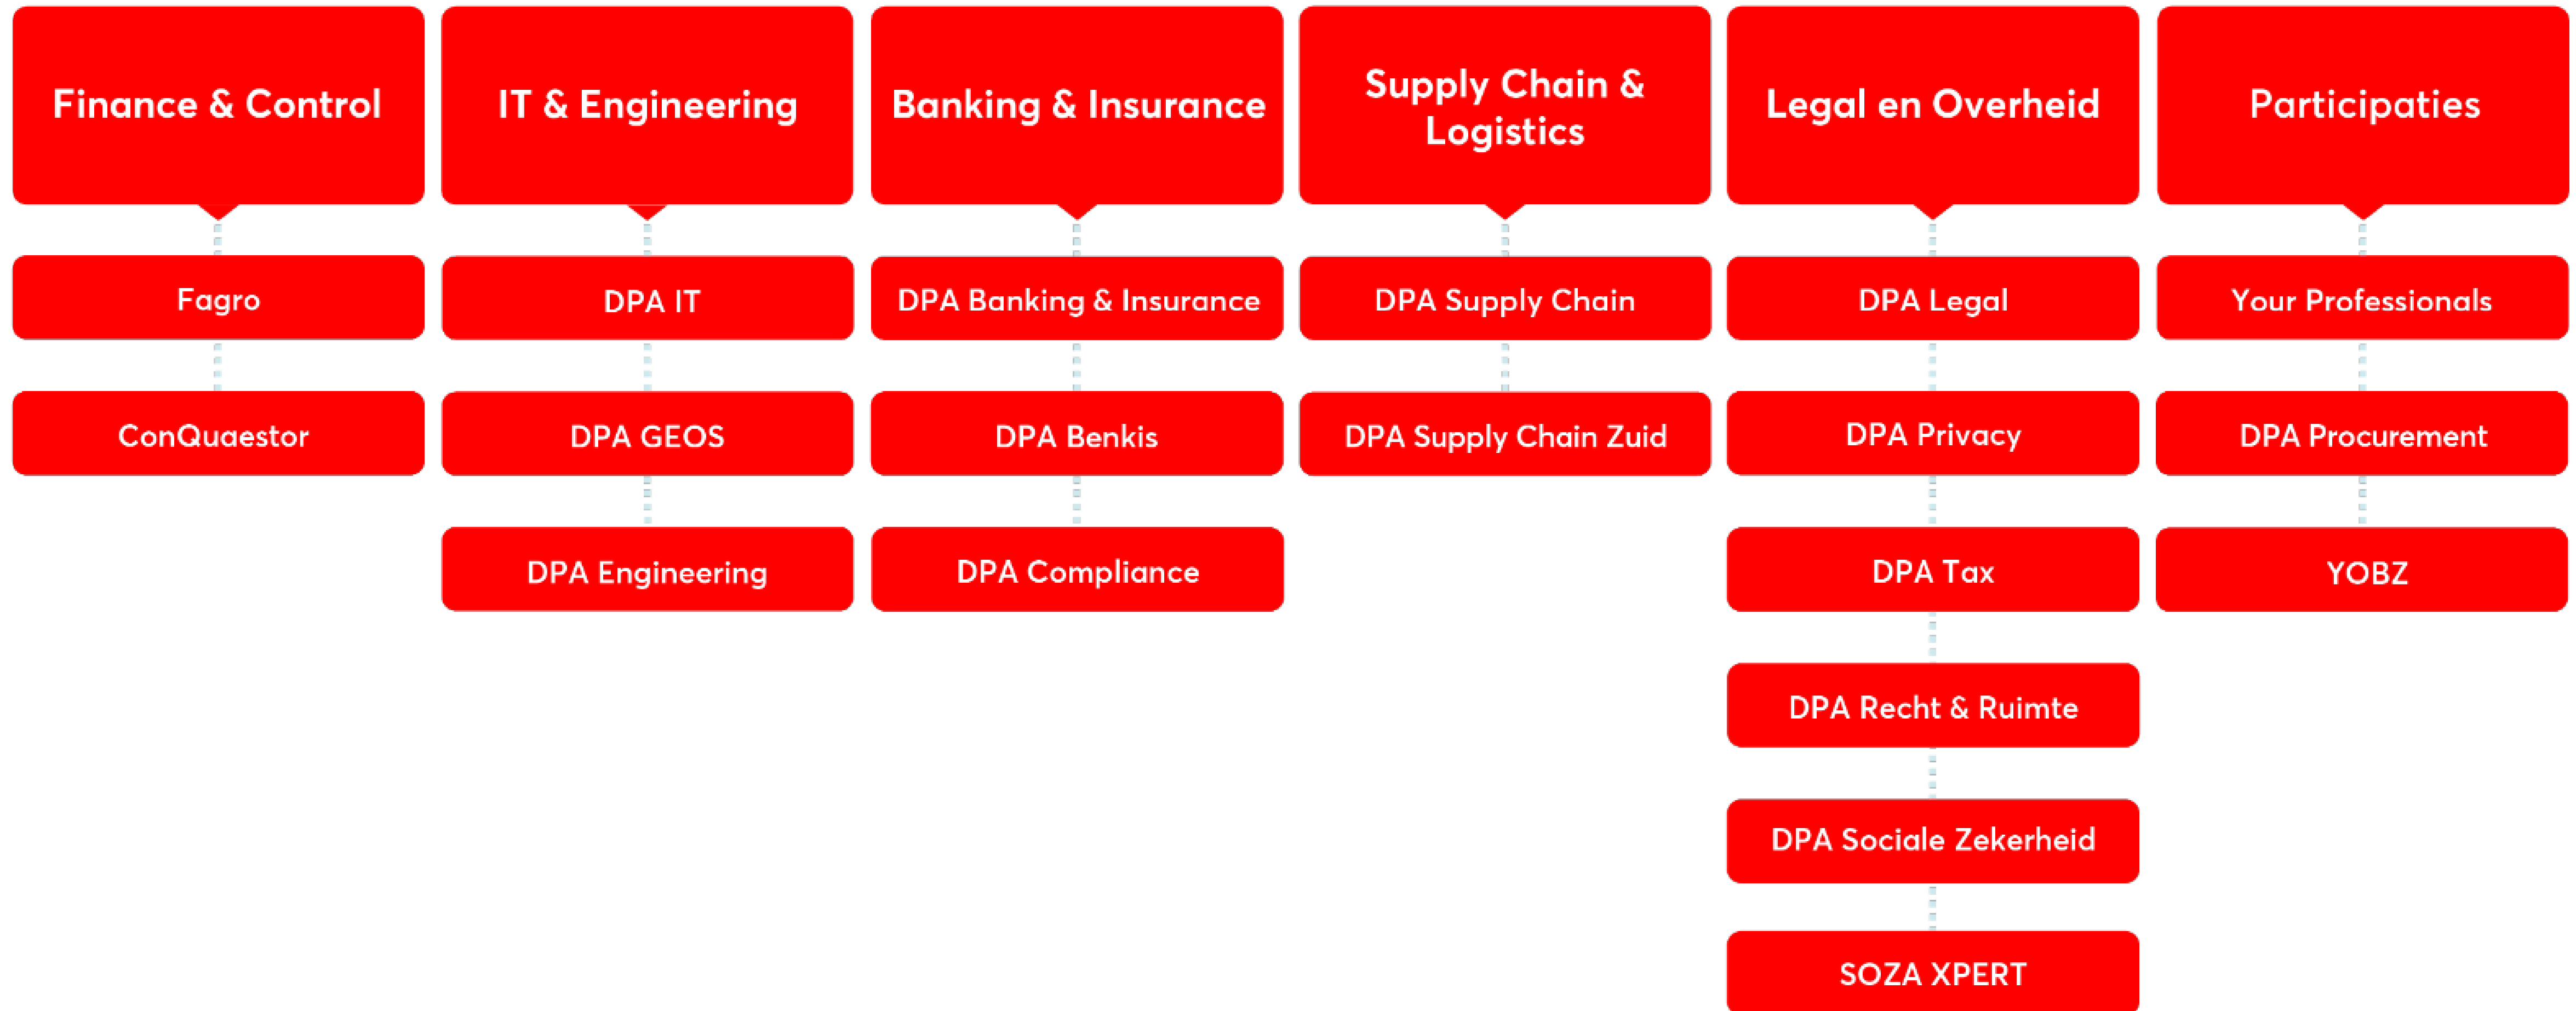 Finance & Control
IT & Engineering
Banking & Insurance
Supply Chain &
Logistics
Legal en Overheid
Participaties
Fagro
DPA IT
DPA Banking & Insurance
DPA Supply Chain
DPA Legal
Your Professionals
ConQuaestor
DPA GEOS
DPA Benkis
DPA Supply Chain Zuid
DPA Privacy
DPA Procurement
DPA Engineering
DPA Compliance
DPA Tax
YOBZ
DPA Recht & Ruimte
DPA Sociale Zekerheid
SOZA XPERT